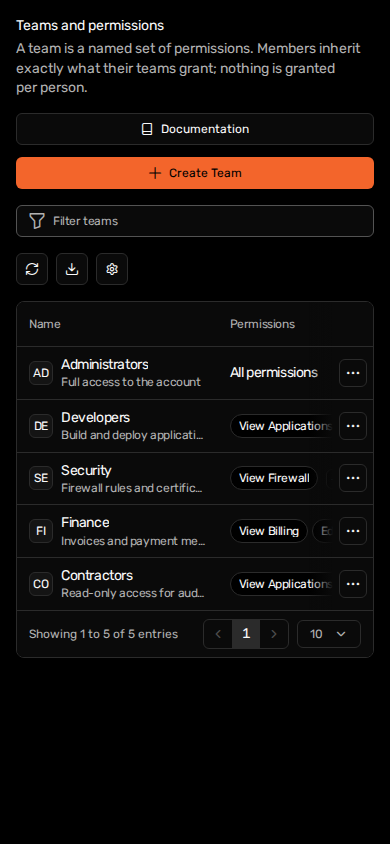 Teams and permissions
A team is a named set of permissions. Members inherit
exactly what their teams grant; nothing is granted
per person.
Documentation
Create Team
Filter teams
Name Permissions
AD Administrators All permissions
Full access to the account
DE Developers View Applications
Build and deploy applicati...
SE Security View Firewall
Firewall rules and certific...
FI Finance View Billing
Invoices and payment me...
CO Contractors View Applications
Read-only access for aud...
Showing 1 to 5 of 5 entries 1 10